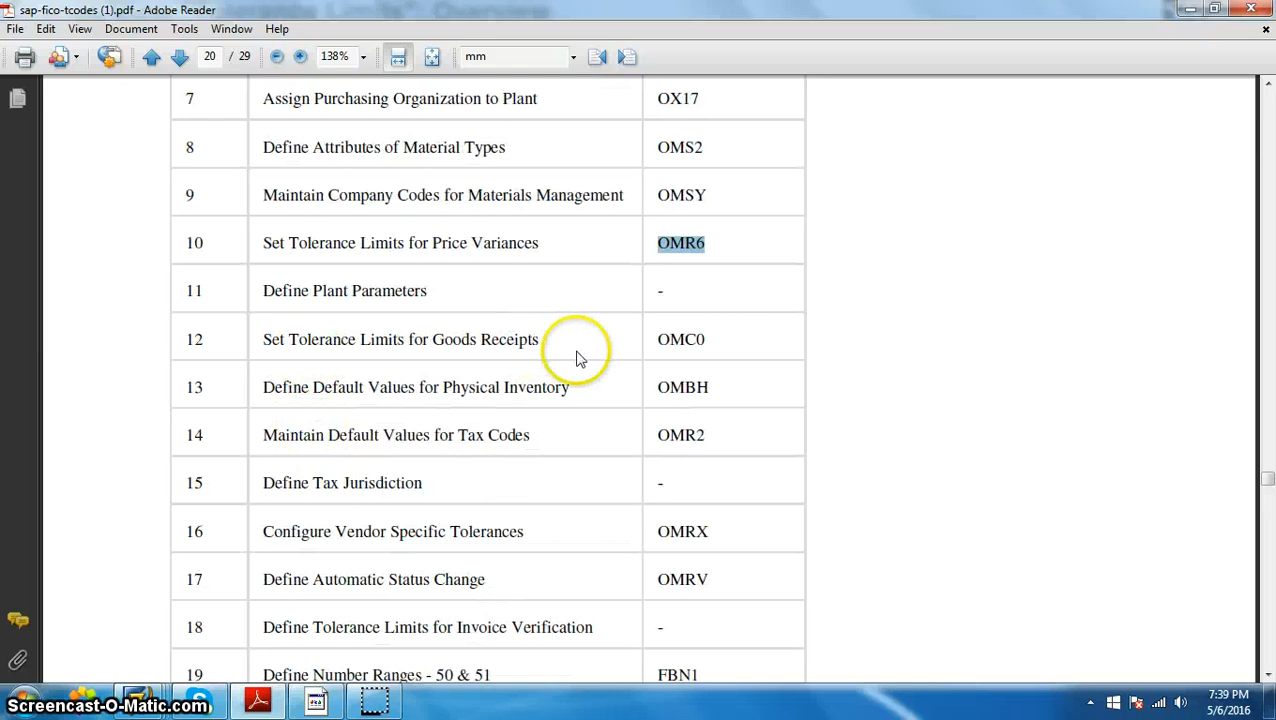 sap-fico-tcodes (1).pdf - Adobe Reader
File Edit View Document Tools Window Help
20 / 29 138% mm
7 Assign Purchasing Organization to Plant OX17
8 Define Attributes of Material Types OMS2
9 Maintain Company Codes for Materials Management OMSY
10 Set Tolerance Limits for Price Variances OMR6
11 Define Plant Parameters -
12 Set Tolerance Limits for Goods Receipts OMC0
13 Define Default Values for Physical Inventory OMBH
14 Maintain Default Values for Tax Codes OMR2
15 Define Tax Jurisdiction -
16 Configure Vendor Specific Tolerances OMRX
17 Define Automatic Status Change OMRV
18 Define Tolerance Limits for Invoice Verification -
19 Define Number Ranges - 50 & 51 FBN1
Screencast-O-Matic.com
7:39 PM
5/6/2016